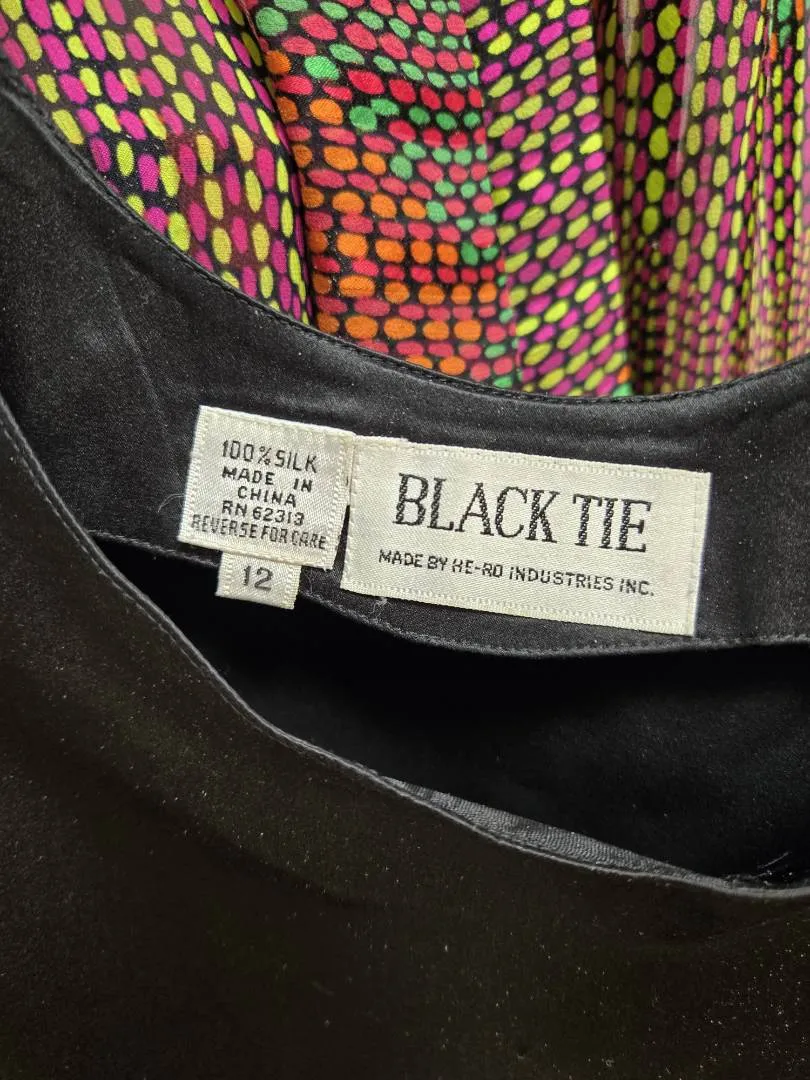 100% SILK
MADE IN
CHINA
RN 62313
REVERSE FOR CARE
12
BLACK TIE
MADE BY HE-RO INDUSTRIES INC.